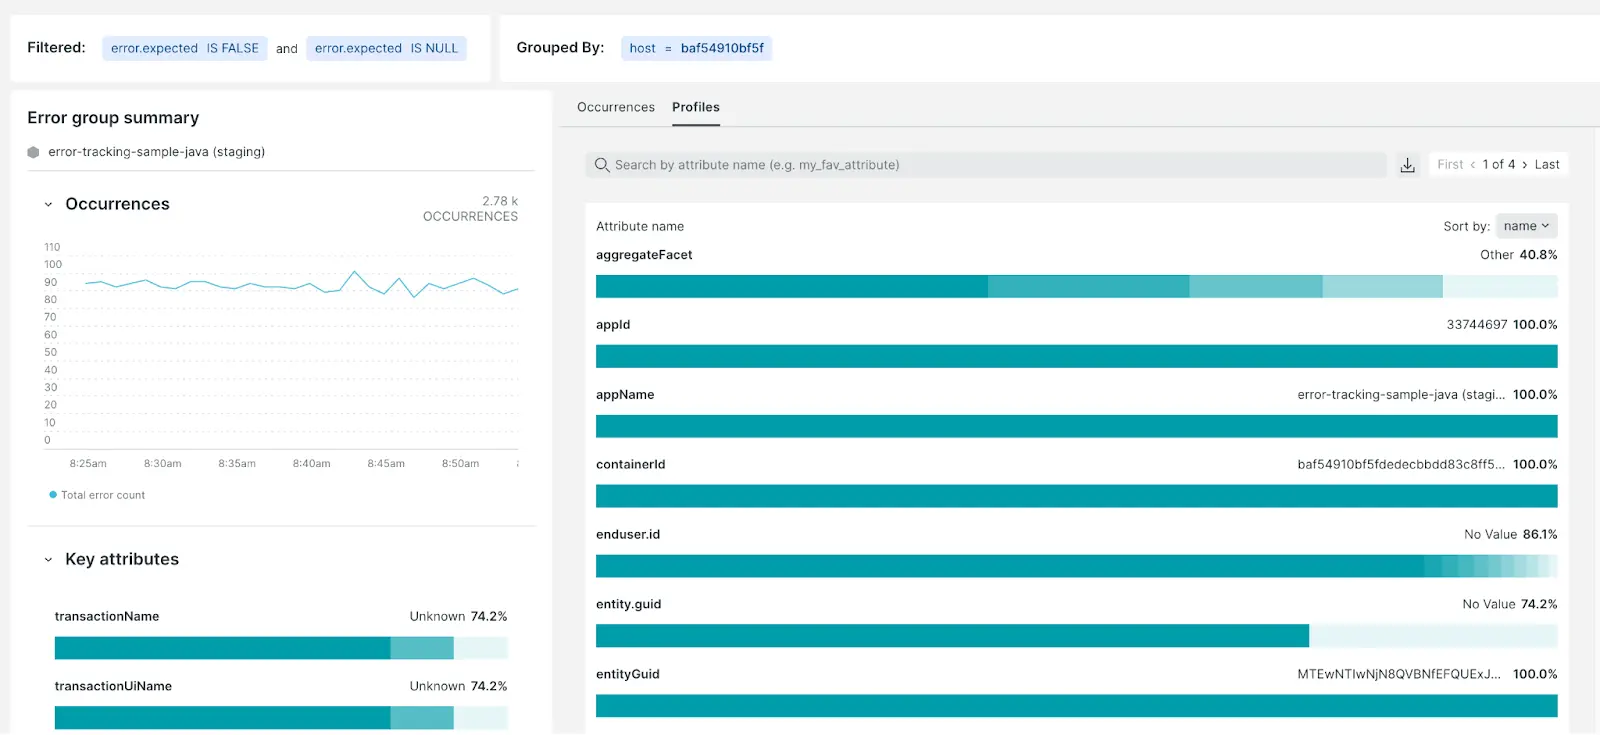 Filtered: error.expected IS FALSE and error.expected IS NULL
Grouped By: host = baf54910bf5f
Error group summary
error-tracking-sample-java (staging)
Occurrences
2.78 k
OCCURRENCES
110
100
90
80
70
60
50
40
30
20
10
0
8:25am 8:30am 8:35am 8:40am 8:45am 8:50am
Total error count
Key attributes
transactionName Unknown 74.2%
transactionUiName Unknown 74.2%
Occurrences Profiles
Search by attribute name (e.g. my_fav_attribute)
First < 1 of 4 > Last
Attribute name
Sort by: name
aggregateFacet Other 40.8%
appId 33744697 100.0%
appName error-tracking-sample-java (stagi... 100.0%
containerId baf54910bf5fdedecbbdd83c8ff5... 100.0%
enduser.id No Value 86.1%
entity.guid No Value 74.2%
entityGuid MTEwNTIwNjN8QVBNfEFQUExJ... 100.0%